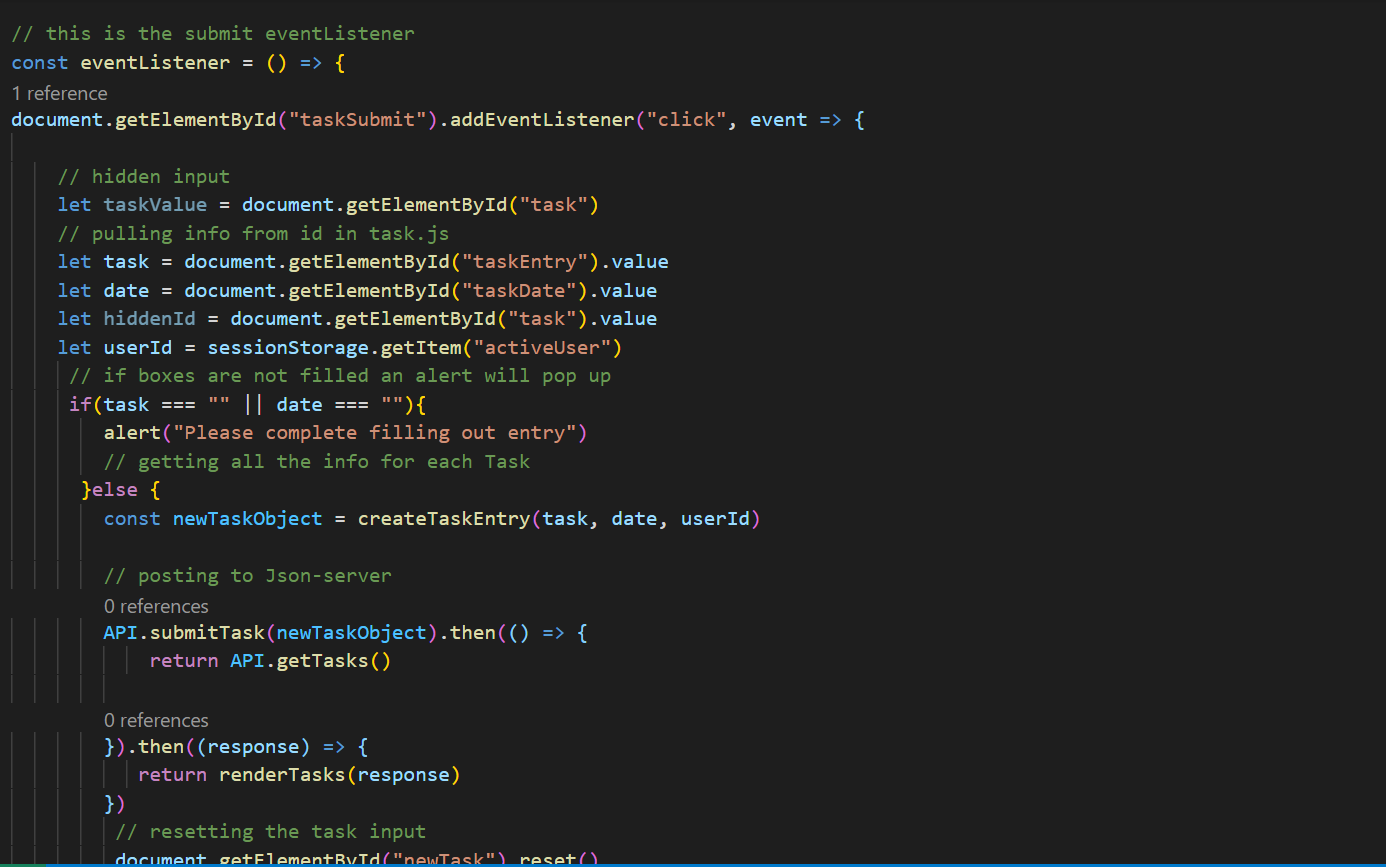 // this is the submit eventListener
const eventListener = () => {
1 reference
document.getElementById("taskSubmit").addEventListener("click", event => {
// hidden input
let taskValue = document.getElementById("task")
// pulling info from id in task.js
let task = document.getElementById("taskEntry").value
let date = document.getElementById("taskDate").value
let hiddenId = document.getElementById("task").value
let userId = sessionStorage.getItem("activeUser")
// if boxes are not filled an alert will pop up
if(task === "" || date === ""){
alert("Please complete filling out entry")
// getting all the info for each Task
}else {
const newTaskObject = createTaskEntry(task, date, userId)
// posting to Json-server
0 references
API.submitTask(newTaskObject).then(() => {
return API.getTasks()
0 references
}).then((response) => {
return renderTasks(response)
})
// resetting the task input
document.getElementById("newTask").reset()